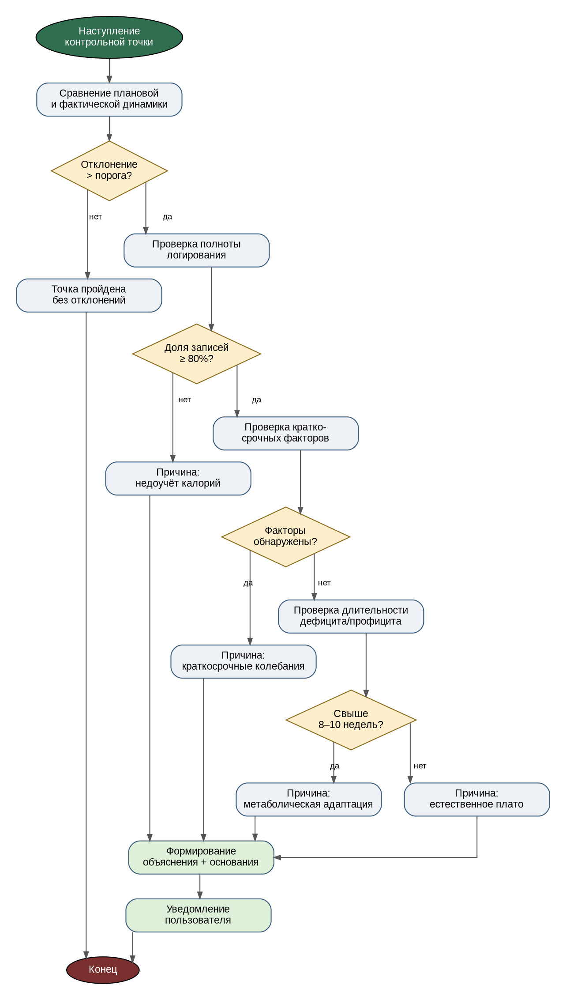 Наступление
контрольной точки
Сравнение плановой
и фактической динамики
Отклонение
> порога?
нет
да
Проверка полноты
логирования
Точка пройдена
без отклонений
Доля записей
≥ 80%?
нет
да
Проверка кратко-
срочных факторов
Причина:
недоучёт калорий
Факторы
обнаружены?
да
нет
Проверка длительности
дефицита/профицита
Причина:
краткосрочные колебания
Свыше
8–10 недель?
да
нет
Причина:
метаболическая адаптация
Причина:
естественное плато
Формирование
объяснения + основания
Уведомление
пользователя
Конец